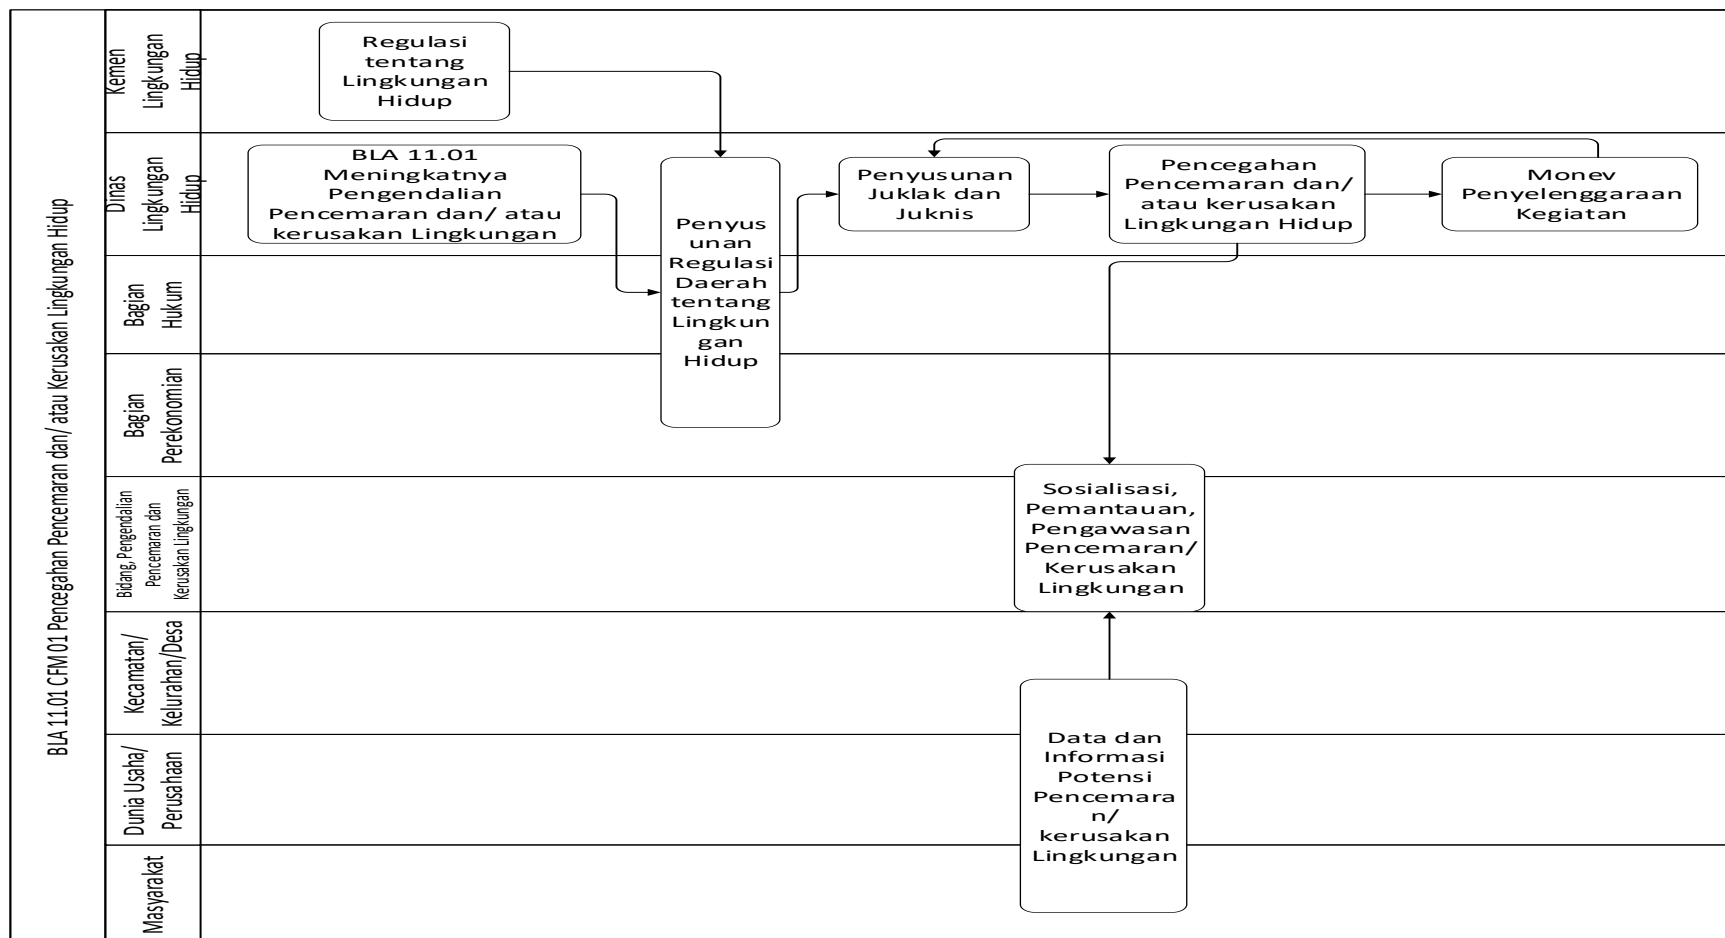 BLA 11.01 CFM 01 Pencegahan Pencemaran dan/ atau Kerusakan Lingkungan Hidup
Kemen
Lingkungan
Hidup
Regulasi
tentang
Lingkungan
Hidup
Dinas
Lingkungan
Hidup
BLA 11.01
Meningkatnya
Pengendalian
Pencemaran dan/ atau
kerusakan Lingkungan
Penyus
unan
Regulasi
Daerah
tentang
Lingkun
gan
Hidup
Penyusunan
Juklak dan
Juknis
Pencegahan
Pencemaran dan/
atau kerusakan
Lingkungan Hidup
Monev
Penyelenggaraan
Kegiatan
Bagian
Hukum
Bagian
Perekonomian
Bidang, Pengendalian
Pencemaran dan
Kerusakan Lingkungan
Sosialisasi,
Pemantauan,
Pengawasan
Pencemaran/
Kerusakan
Lingkungan
Kecamatan/
Kelurahan/Desa
Dunia Usaha/
Perusahaan
Data dan
Informasi
Potensi
Pencemara
n/
kerusakan
Lingkungan
Masyarakat